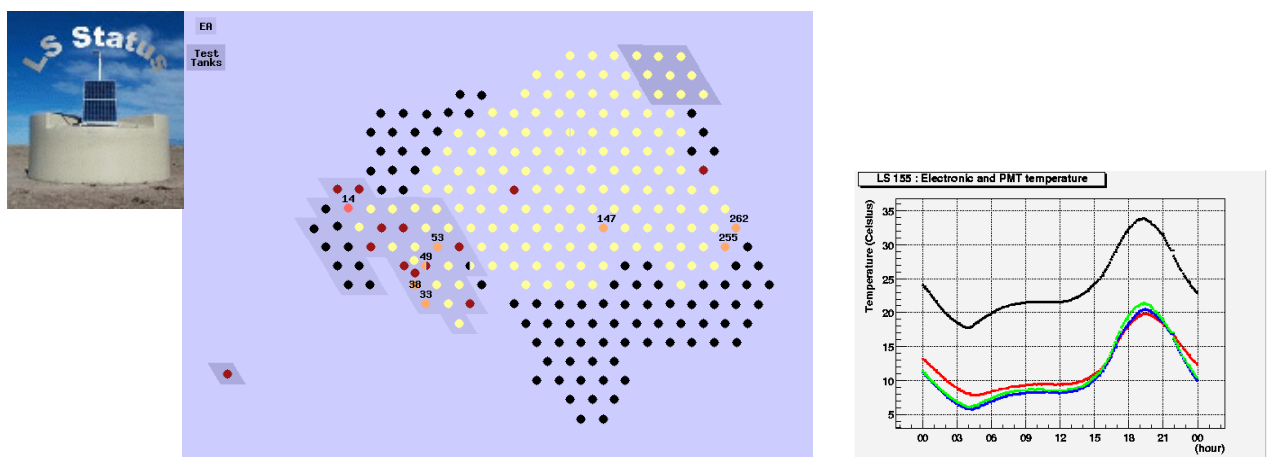 LS Status
EA
Test
Tanks
14
147
262
53
255
49
38
33
LS 155 : Electronic and PMT temperature
Temperature (Celsius)
35
30
25
20
15
10
5
00 03 06 09 12 15 18 21 00
(hour)